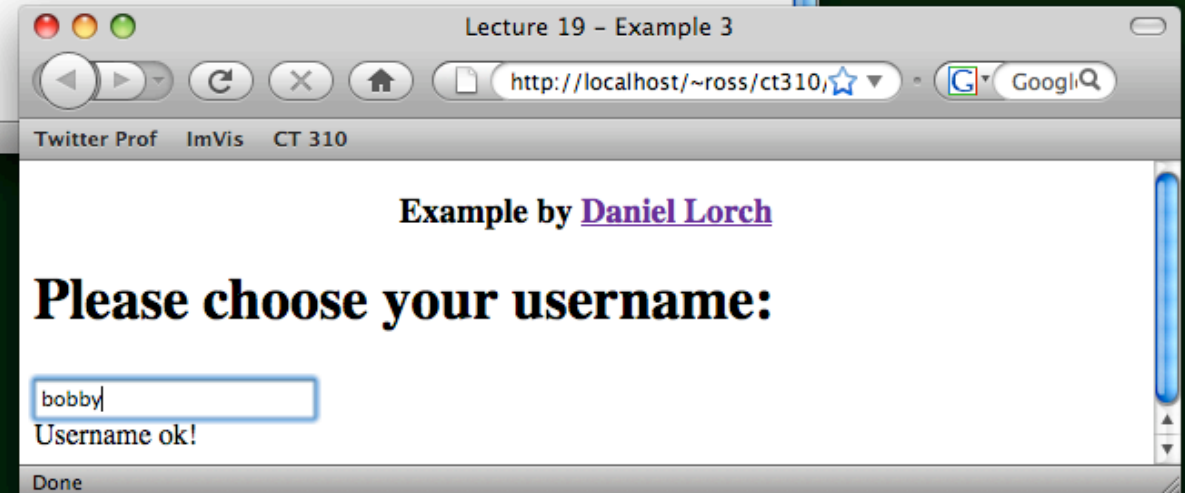 Lecture 19 – Example 3
http://localhost/~ross/ct310/
G Googl
Twitter Prof ImVis CT 310
Example by Daniel Lorch
Please choose your username:
bobby
Username ok!
Done